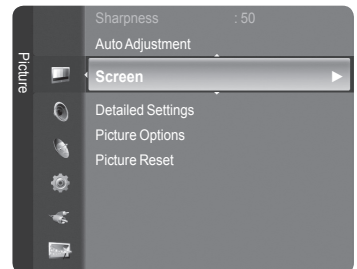 Picture
Sharpness : 50
Auto Adjustment
Screen
Detailed Settings
Picture Options
Picture Reset